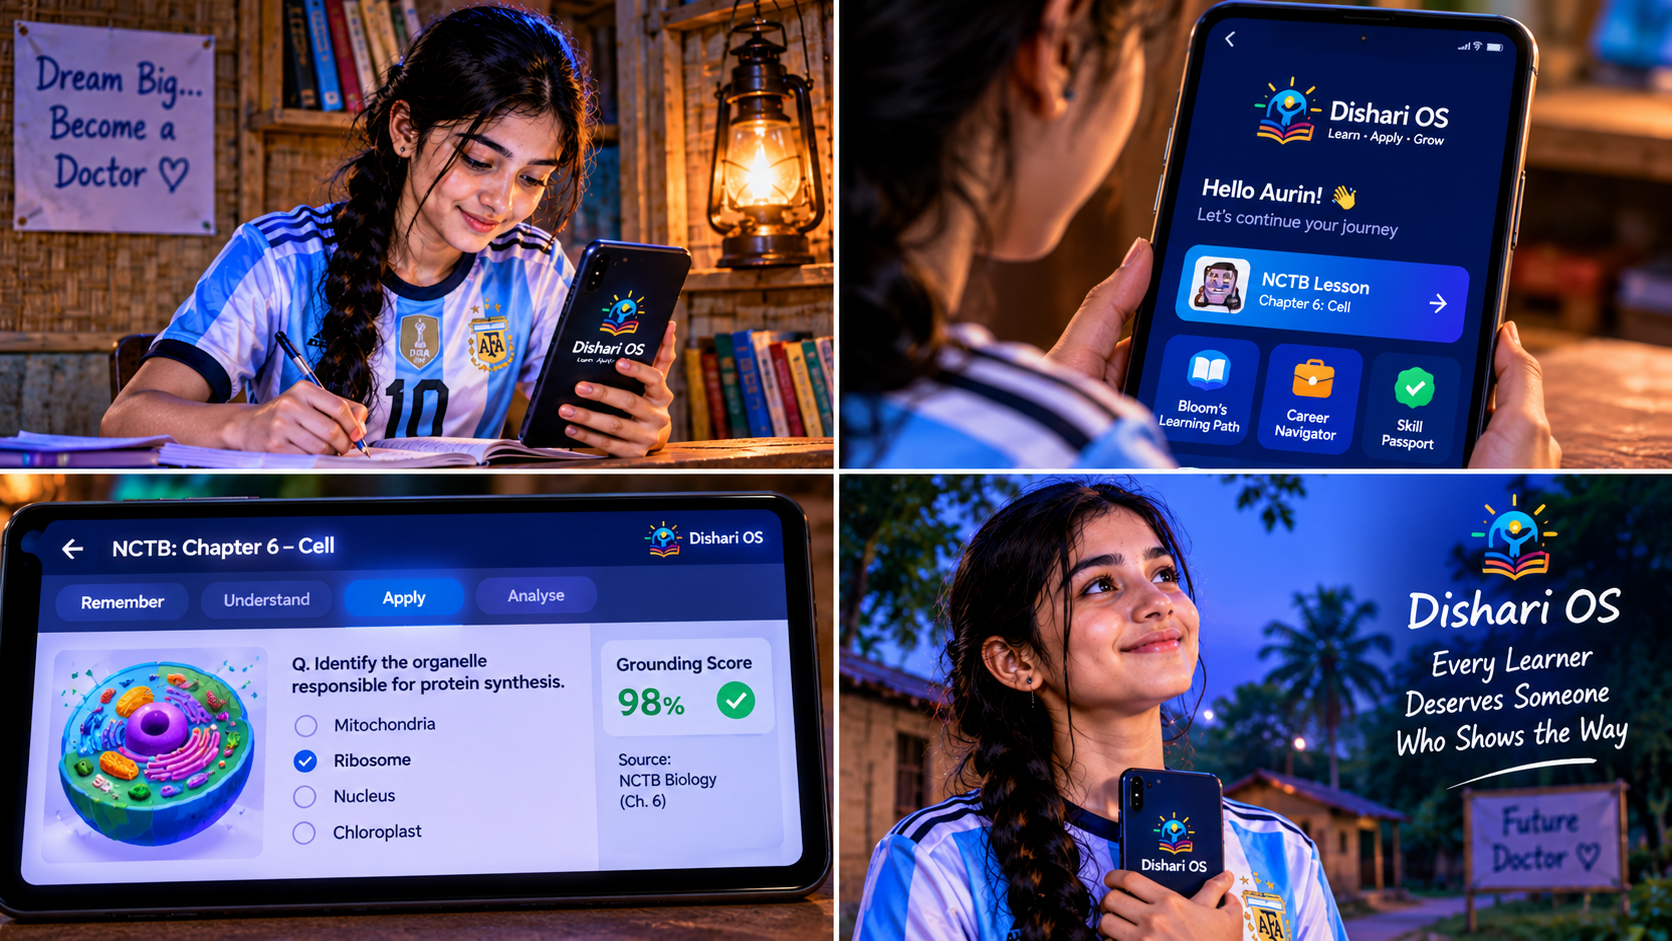 Dream Big...
Become a
Doctor ♡
Dishari OS
10
AFA
Dishari OS
Learn • Apply • Grow
Hello Aurin! 👋
Let's continue your journey
NCTB Lesson
Chapter 6: Cell
Bloom's
Learning Path
Career
Navigator
Skill
Passport
NCTB: Chapter 6 – Cell
Dishari OS
Remember
Understand
Apply
Analyse
Q. Identify the organelle
responsible for protein synthesis.
Mitochondria
Ribosome
Nucleus
Chloroplast
Grounding Score
98%
Source:
NCTB Biology
(Ch. 6)
Dishari OS
Every Learner
Deserves Someone
Who Shows the Way
Future
Doctor ♡
Dishari OS
AFA